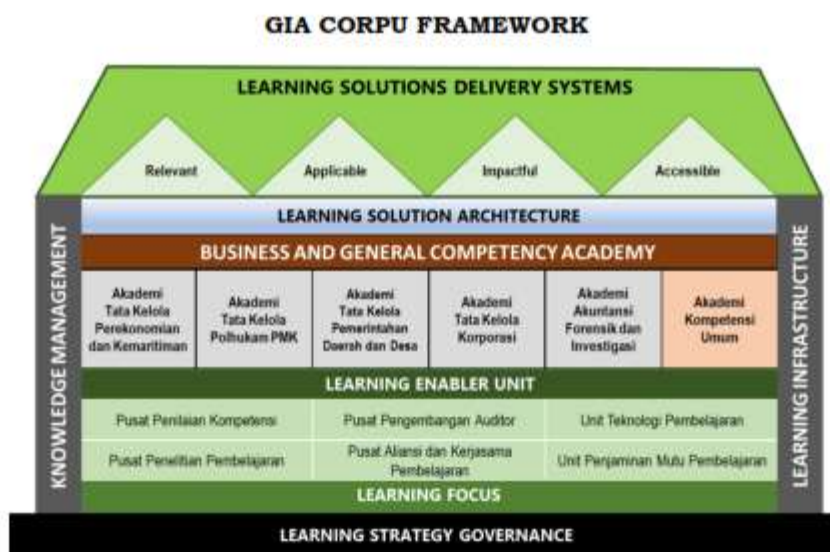 GIA CORPU FRAMEWORK
LEARNING SOLUTIONS DELIVERY SYSTEMS
Relevant
Applicable
Impactful
Accessible
KNOWLEDGE MANAGEMENT
LEARNING SOLUTION ARCHITECTURE
BUSINESS AND GENERAL COMPETENCY ACADEMY
Akademi
Tata Kelola
Perekonomian
dan Kemaritiman
Akademi
Tata Kelola
Polhukam PMK
Akademi
Tata Kelola
Pemerintahan
Daerah dan Desa
Akademi
Tata Kelola
Korporasi
Akademi
Akuntansi
Forensik dan
Investigasi
Akademi
Kompetensi
Umum
LEARNING ENABLER UNIT
Pusat Penilaian Kompetensi
Pusat Pengembangan Auditor
Unit Teknologi Pembelajaran
Pusat Penelitian Pembelajaran
Pusat Aliansi dan Kerjasama
Pembelajaran
Unit Penjaminan Mutu Pembelajaran
LEARNING FOCUS
LEARNING INFRASTRUCTURE
LEARNING STRATEGY GOVERNANCE